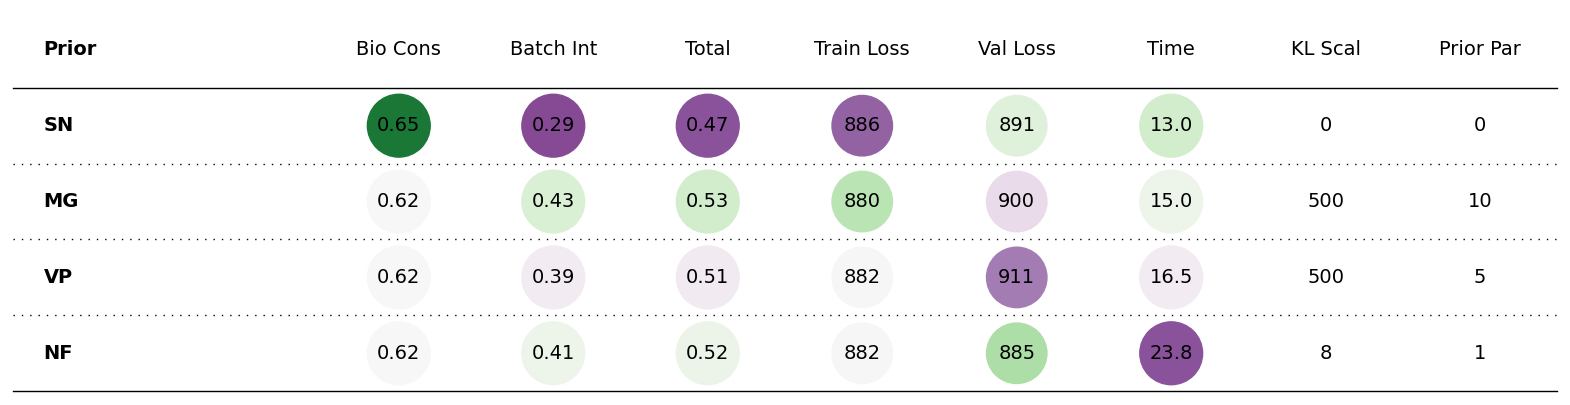 Prior Bio Cons Batch Int Total Train Loss Val Loss Time KL Scal Prior Par
SN 0.65 0.29 0.47 886 891 13.0 0 0
MG 0.62 0.43 0.53 880 900 15.0 500 10
VP 0.62 0.39 0.51 882 911 16.5 500 5
NF 0.62 0.41 0.52 882 885 23.8 8 1